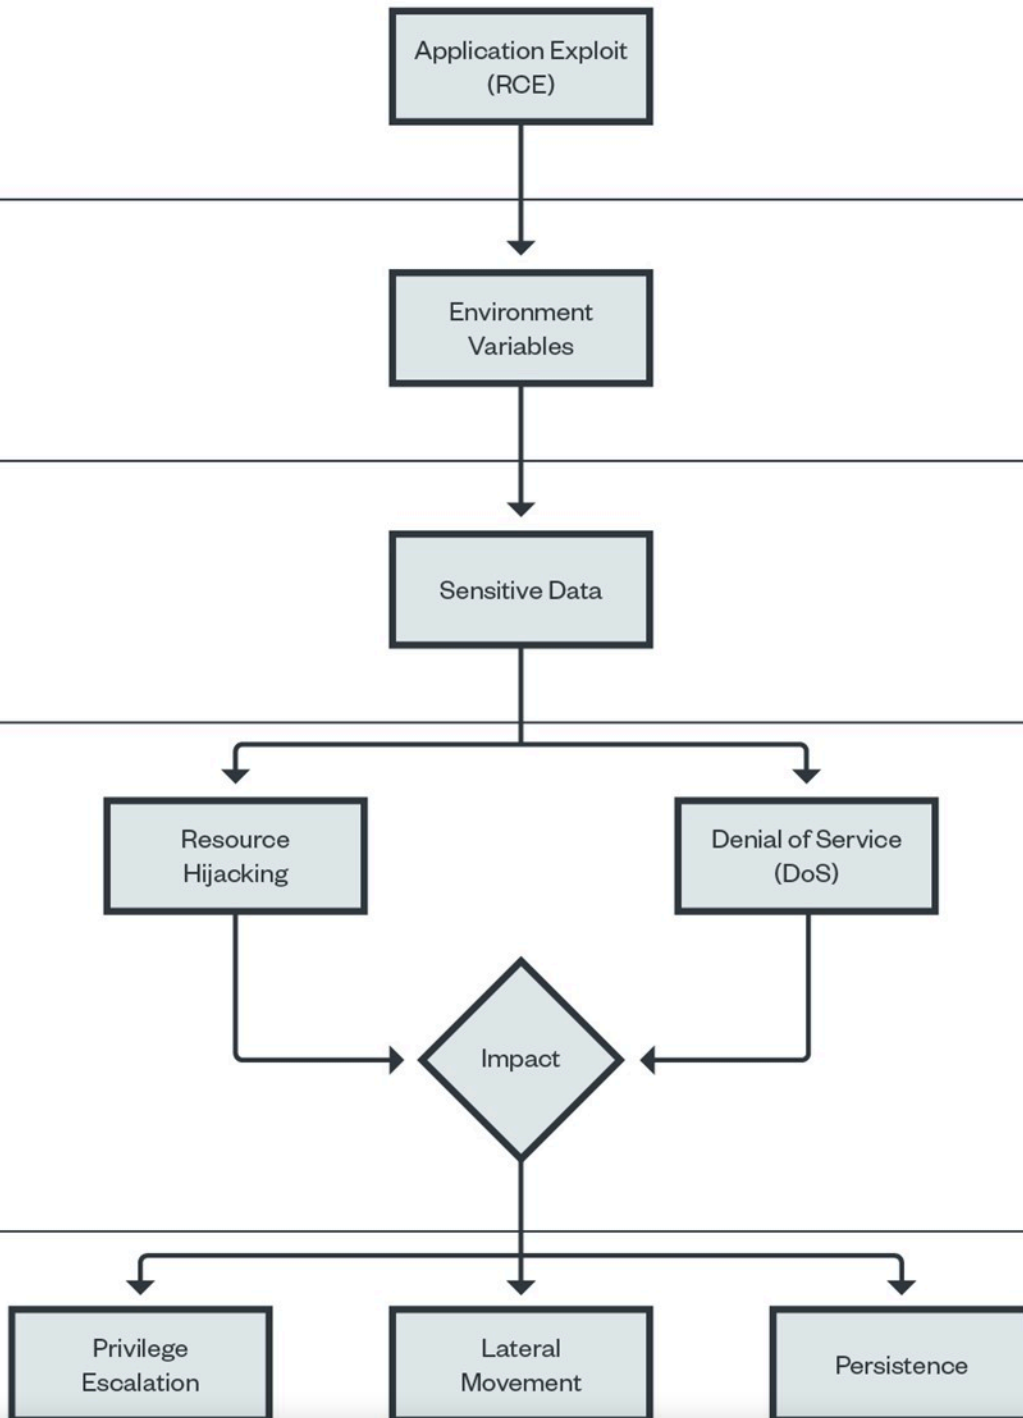 Application Exploit
(RCE)
Environment
Variables
Sensitive Data
Resource
Hijacking
Denial of Service
(DoS)
Impact
Privilege
Escalation
Lateral
Movement
Persistence